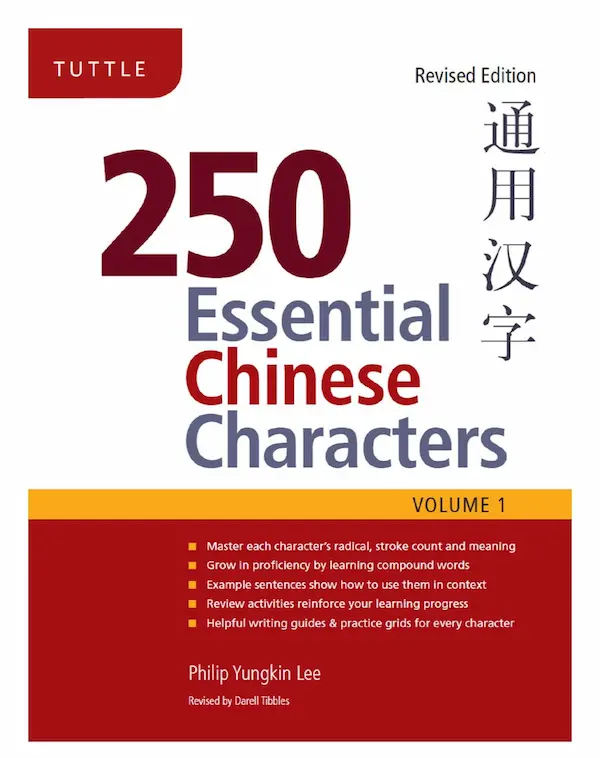 TUTTLE
Revised Edition
通用汉字
250
Essential
Chinese
Characters
VOLUME 1
■ Master each character's radical, stroke count and meaning
■ Grow in proficiency by learning compound words
■ Example sentences show how to use them in context
■ Review activities reinforce your learning progress
■ Helpful writing guides & practice grids for every character
Philip Yungkin Lee
Revised by Darell Tibbles